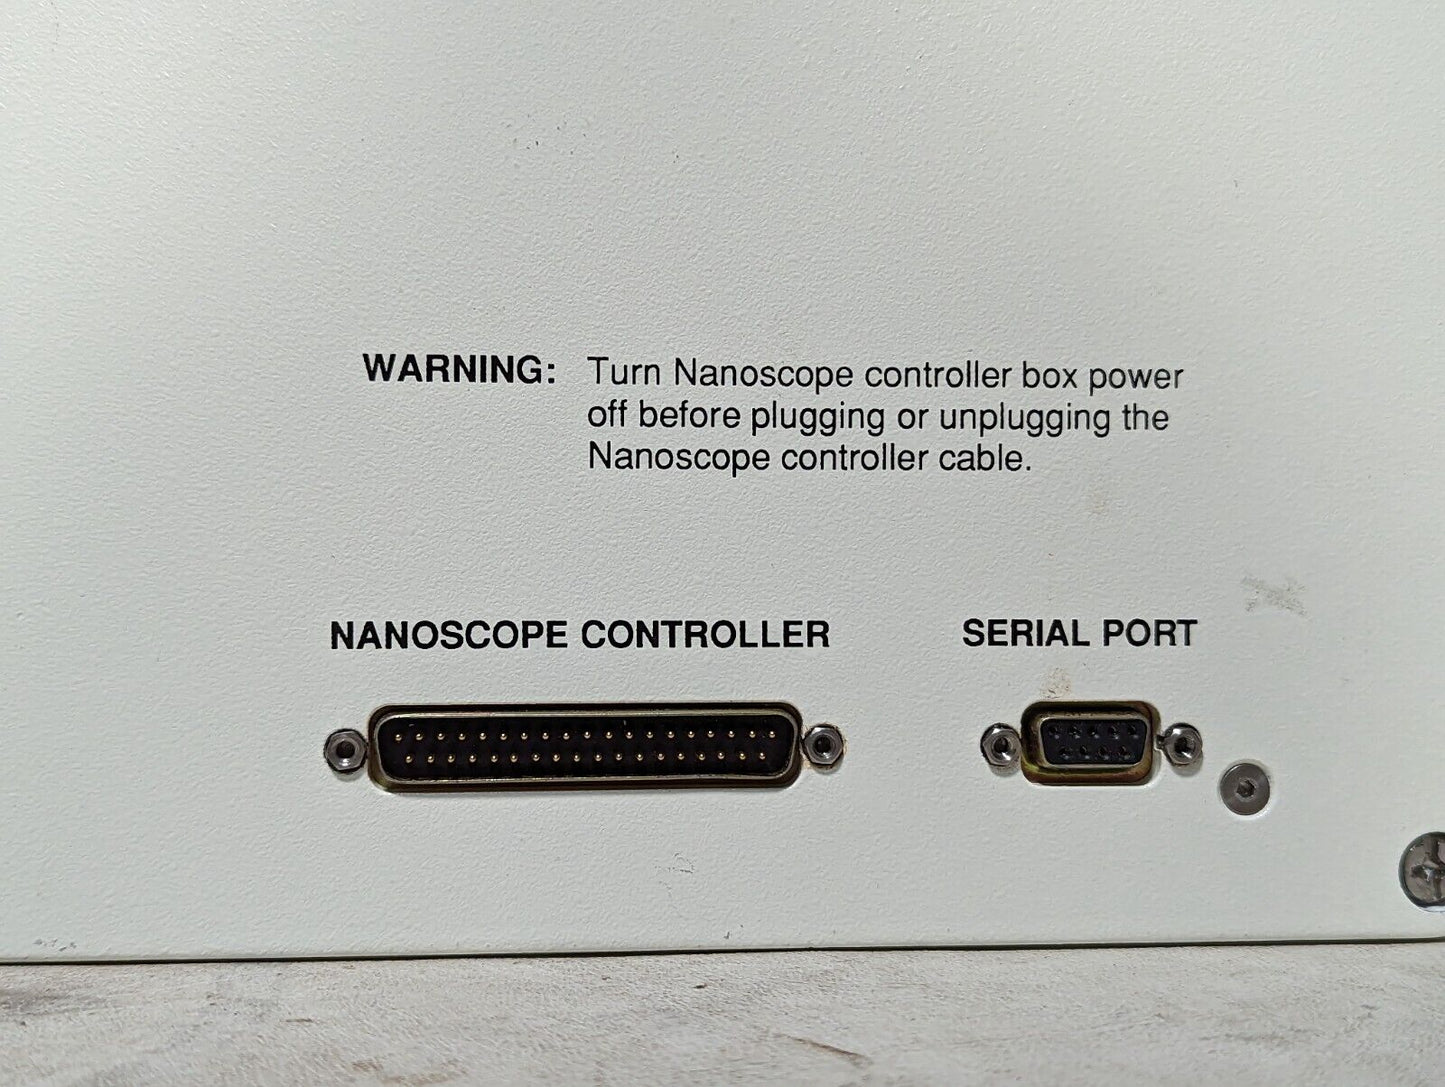 WARNING: Turn Nanoscope controller box power
off before plugging or unplugging the
Nanoscope controller cable.
NANOSCOPE CONTROLLER
SERIAL PORT